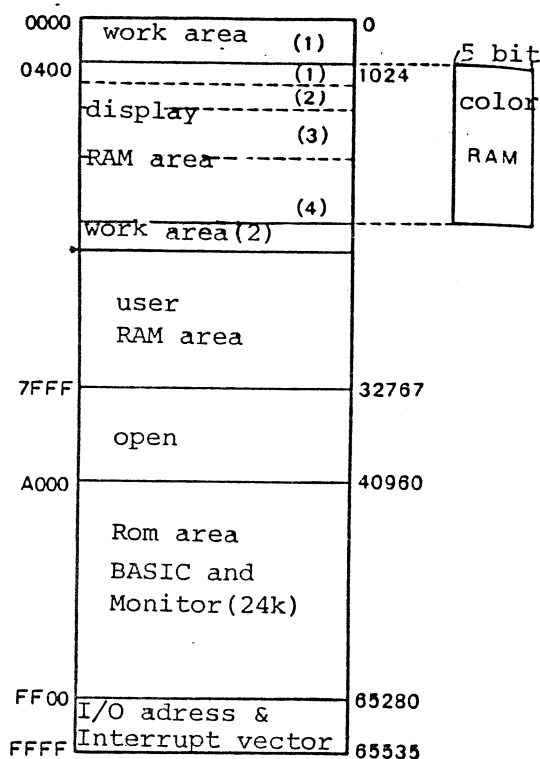 0000 work area (1) 0
0400 (1) 1024
5 bit
display (2)
color
(3)
RAM area
RAM
(4)
work area(2)
user
RAM area
7FFF 32767
open
A000 40960
Rom area
BASIC and
Monitor(24k)
FF00 65280
I/O adress &
Interrupt vector
FFFF 65535